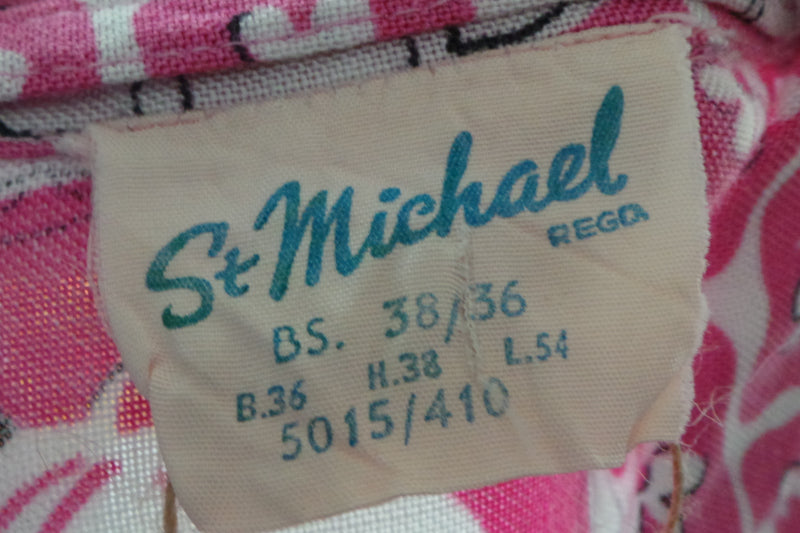 St Michael
REGD.
BS. 38/36
B.36 H.38 L.54
5015/410